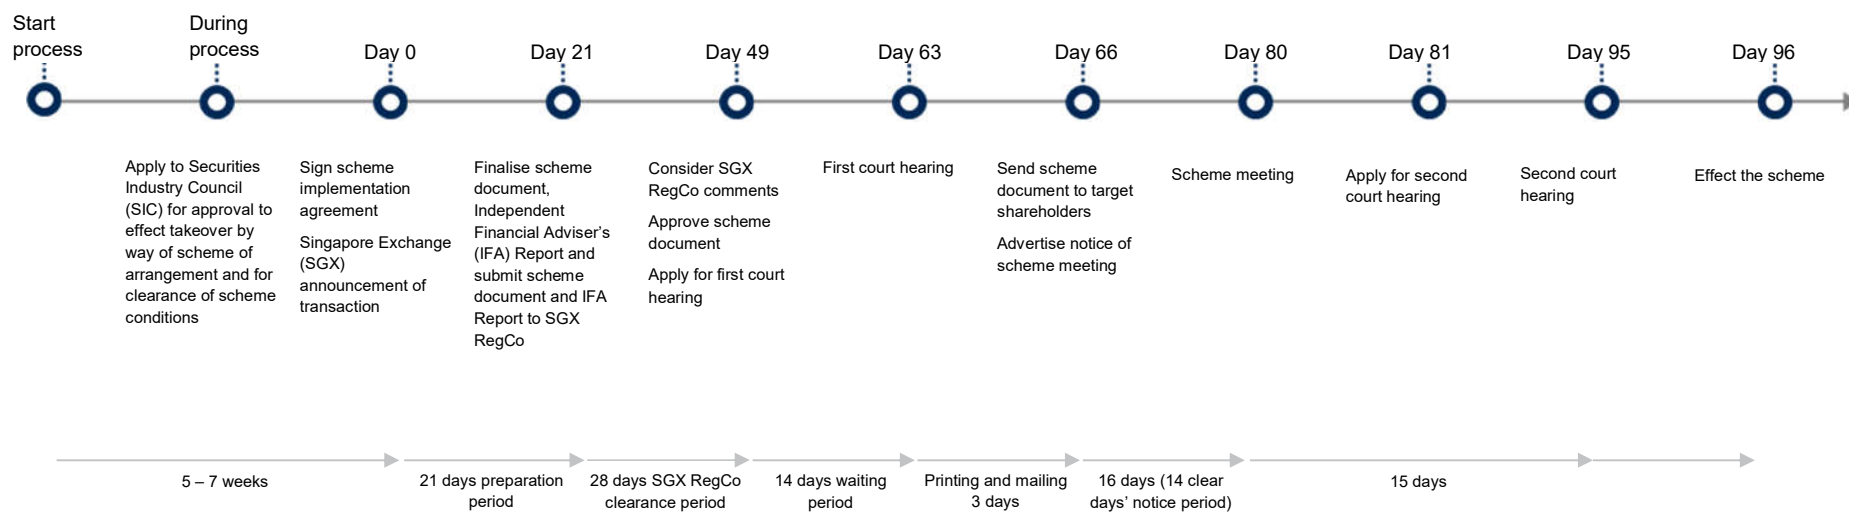 Start
process
During
process
Day 0
Day 21
Day 49
Day 63
Day 66
Day 80
Day 81
Day 95
Day 96
Apply to Securities
Industry Council
(SIC) for approval to
effect takeover by
way of scheme of
arrangement and for
clearance of scheme
conditions
Sign scheme
implementation
agreement
Singapore Exchange
(SGX)
announcement of
transaction
Finalise scheme
document,
Independent
Financial Adviser’s
(IFA) Report and
submit scheme
document and IFA
Report to SGX
RegCo
Consider SGX
RegCo comments
Approve scheme
document
Apply for first court
hearing
First court hearing
Send scheme
document to target
shareholders
Advertise notice of
scheme meeting
Scheme meeting
Apply for second
court hearing
Second court
hearing
Effect the scheme
5 – 7 weeks
21 days preparation
period
28 days SGX RegCo
clearance period
14 days waiting
period
Printing and mailing
3 days
16 days (14 clear
days’ notice period)
15 days